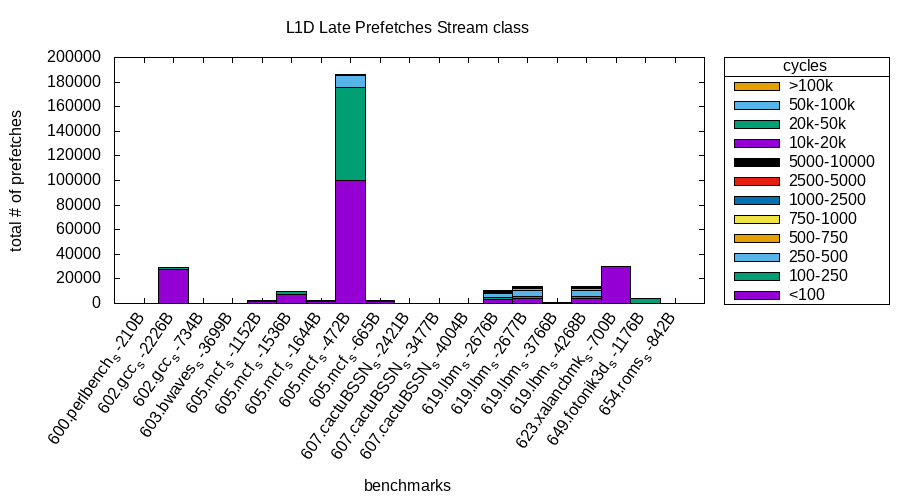 L1D Late Prefetches Stream class
total # of prefetches
200000
180000
160000
140000
120000
100000
80000
60000
40000
20000
0
600.perlbenchs -210B
602.gccs -2226B
602.gccs -734B
603.bwavess -3699B
605.mcfs -1152B
605.mcfs -1536B
605.mcfs -1644B
605.mcfs -472B
605.mcfs -665B
607.cactuBSSNs -2421B
607.cactuBSSNs -3477B
607.cactuBSSNs -4004B
619.lbms -2676B
619.lbms -2677B
619.lbms -3766B
619.lbms -4268B
623.xalancbmks -700B
649.fotonik3ds -1176B
654.romss -842B
benchmarks
cycles
>100k
50k-100k
20k-50k
10k-20k
5000-10000
2500-5000
1000-2500
750-1000
500-750
250-500
100-250
<100